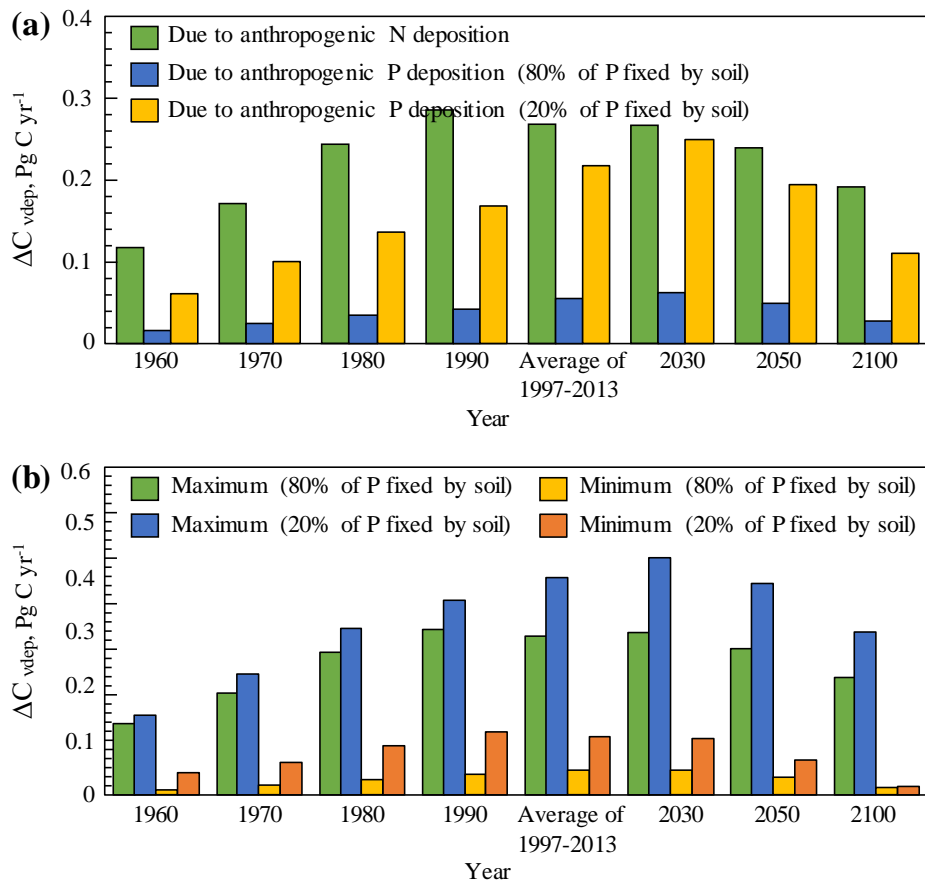 (a)
0.4
0.3
0.2
0.1
0
ΔC vdep, Pg C yr-1
Due to anthropogenic N deposition
Due to anthropogenic P deposition (80% of P fixed by soil)
Due to anthropogenic P deposition (20% of P fixed by soil)
1960 1970 1980 1990 Average of 1997-2013 2030 2050 2100
Year
(b)
0.6
0.5
0.4
0.3
0.2
0.1
0
ΔC vdep, Pg C yr-1
Maximum (80% of P fixed by soil)
Minimum (80% of P fixed by soil)
Maximum (20% of P fixed by soil)
Minimum (20% of P fixed by soil)
1960 1970 1980 1990 Average of 1997-2013 2030 2050 2100
Year